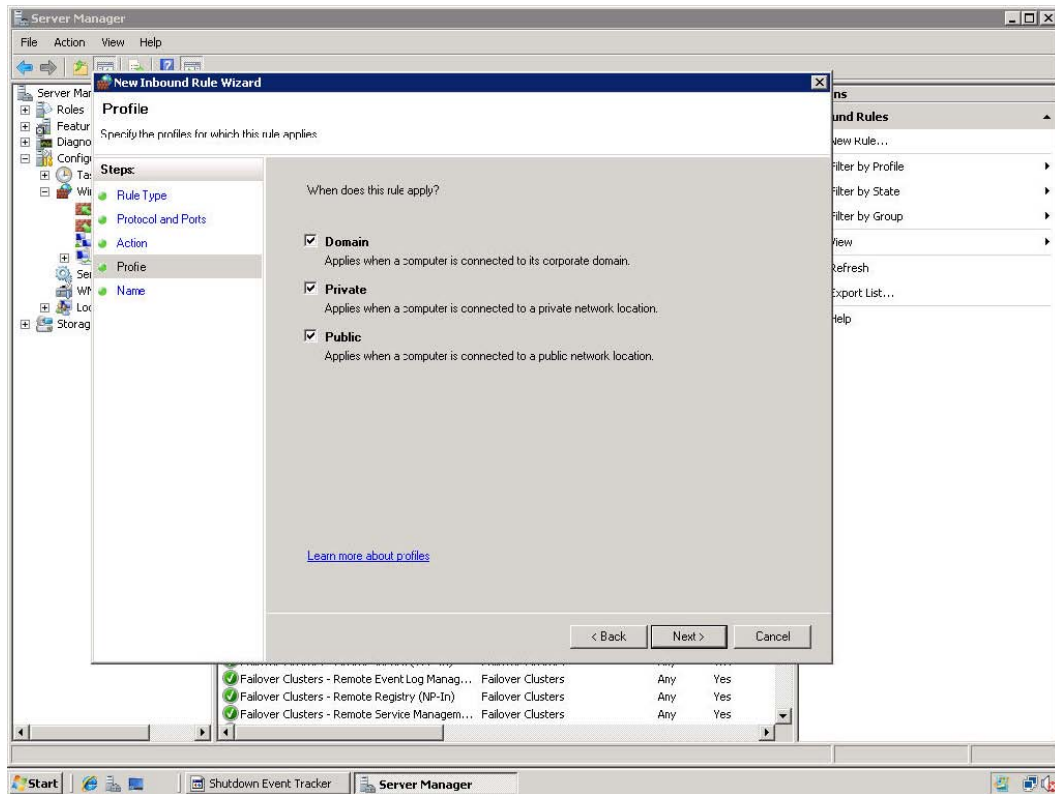 Server Manager
File Action View Help
New Inbound Rule Wizard
Profile
Specify the profiles for which this rule applies
Steps:
Rule Type
Protocol and Ports
Action
Profile
Name
When does this rule apply?
Domain
Applies when a computer is connected to its corporate domain.
Private
Applies when a computer is connected to a private network location.
Public
Applies when a computer is connected to a public network location.
Learn more about profiles
< Back Next > Cancel
Server Mar
Roles
Featur
Diagno
Config
Ta
Wi
Ser
WM
Loc
Storag
ns
und Rules
New Rule...
Filter by Profile
Filter by State
Filter by Group
View
Refresh
Export List...
Help
Failover Clusters - Remote Event Log Manag... Failover Clusters Any Yes
Failover Clusters - Remote Registry (NP-In) Failover Clusters Any Yes
Failover Clusters - Remote Service Managem... Failover Clusters Any Yes
Start Shutdown Event Tracker Server Manager